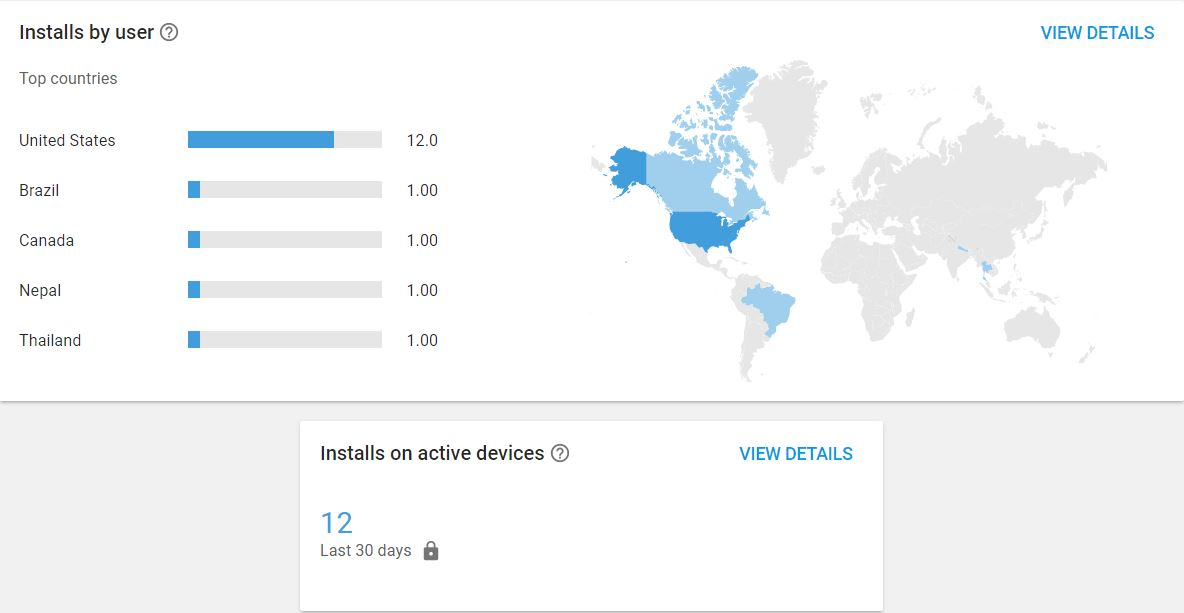 Installs by user ?
VIEW DETAILS
Top countries
United States 12.0
Brazil 1.00
Canada 1.00
Nepal 1.00
Thailand 1.00
Installs on active devices ?
VIEW DETAILS
12
Last 30 days